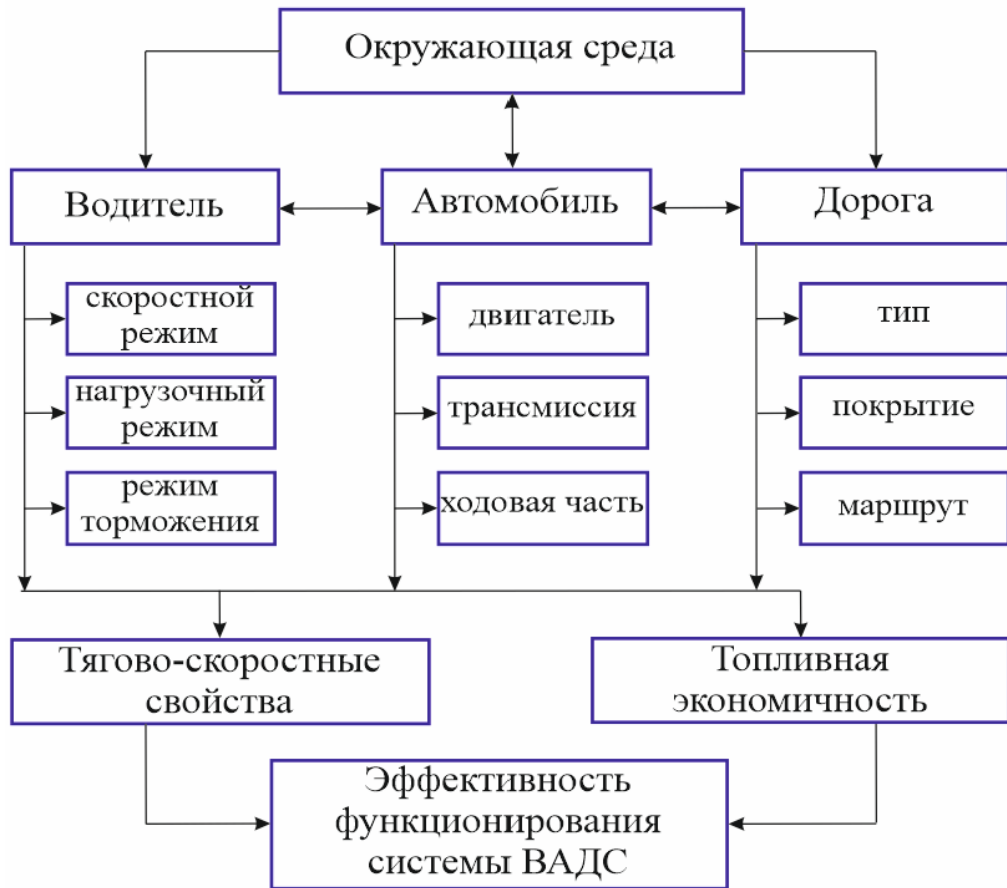 Окружающая среда
Водитель
Автомобиль
Дорога
скоростной
режим
двигатель
тип
нагрузочный
режим
трансмиссия
покрытие
режим
торможения
ходовая часть
маршрут
Тягово-скоростные
свойства
Топливная
экономичность
Эффективность
функционирования
системы ВАДС